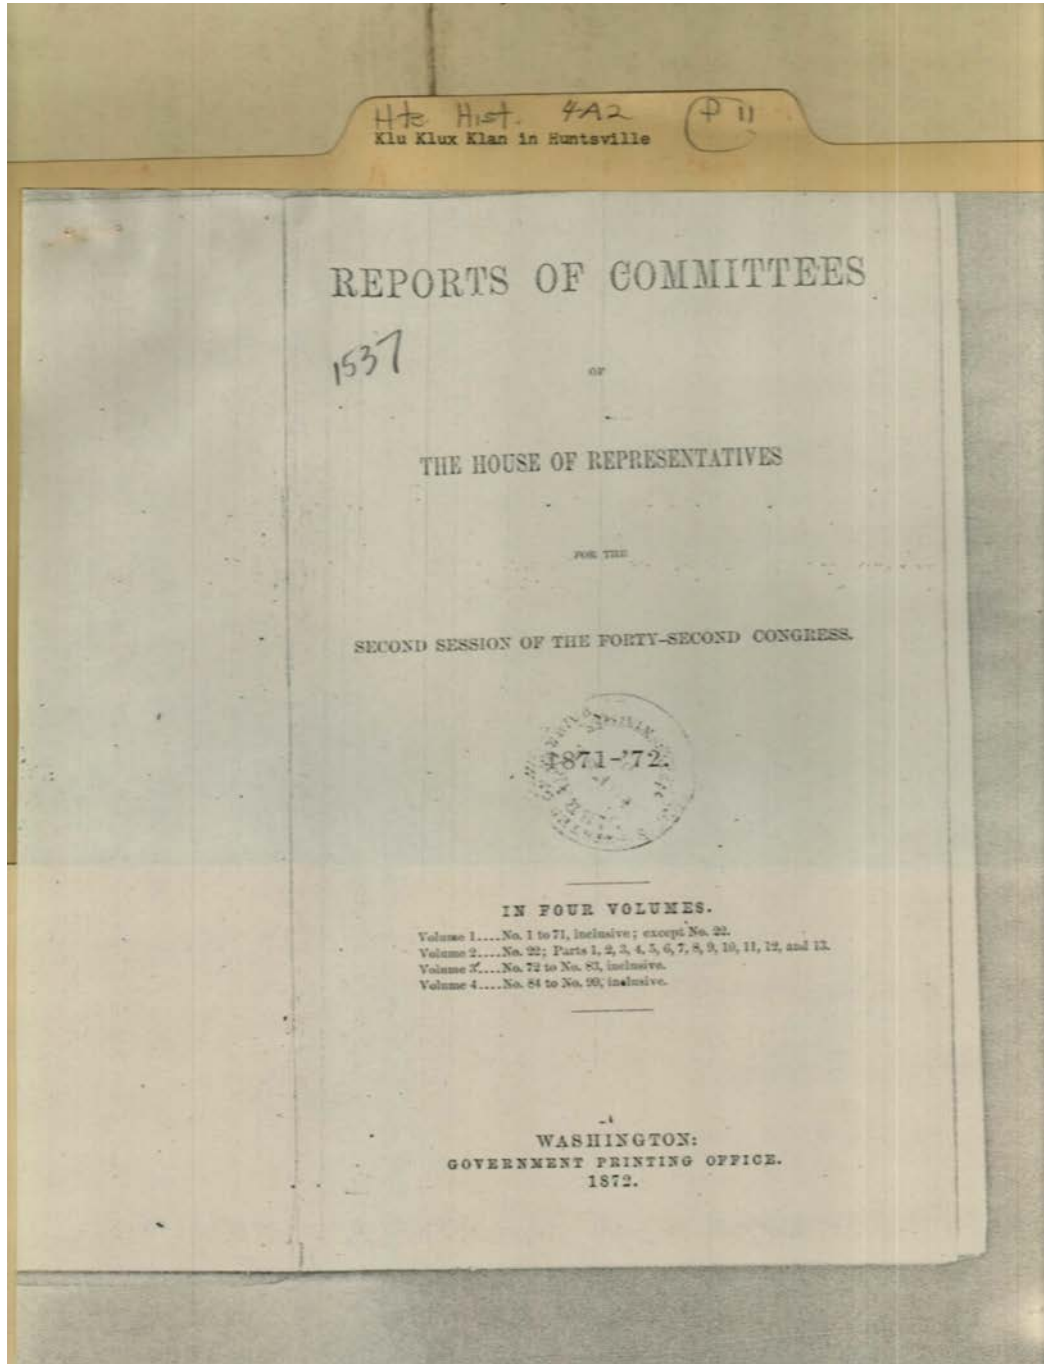 Hte Hist. 4A2 P 11
Klu Klux Klan in Huntsville
REPORTS OF COMMITTEES
1537
OF
THE HOUSE OF REPRESENTATIVES
FOR THE
SECOND SESSION OF THE FORTY-SECOND CONGRESS.
1871-'72.
IN FOUR VOLUMES.
Volume 1....No. 1 to 71, inclusive; except No. 22.
Volume 2....No. 22; Parts 1, 2, 3, 4, 5, 6, 7, 8, 9, 10, 11, 12, and 13.
Volume 3....No. 72 to No. 83, inclusive.
Volume 4....No. 84 to No. 99, inclusive.
WASHINGTON:
GOVERNMENT PRINTING OFFICE.
1872.